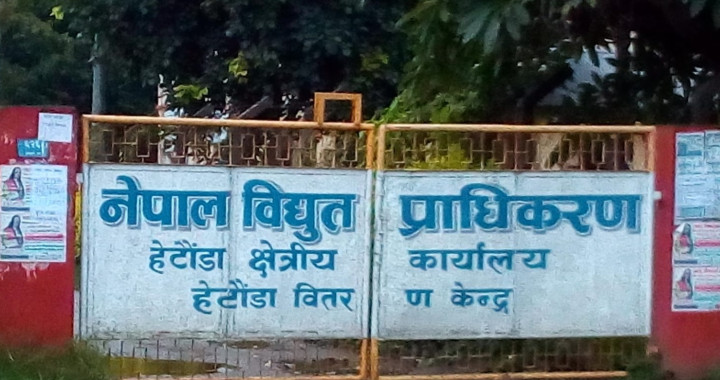 नेपाल विद्युत प्राधिकरण
हेटौंडा क्षेत्रीय कार्यालय
हेटौंडा वितरण केन्द्र